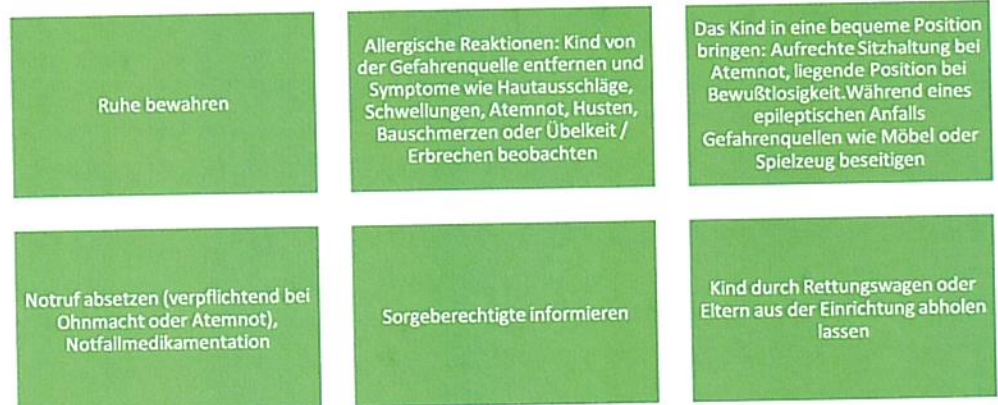 Ruhe bewahren
Allergische Reaktionen: Kind von
der Gefahrenquelle entfernen und
Symptome wie Hautausschläge,
Schwellungen, Atemnot, Husten,
Bauschmerzen oder Übelkeit /
Erbrechen beobachten
Das Kind in eine bequeme Position
bringen: Aufrechte Sitzhaltung bei
Atemnot, liegende Position bei
Bewußtlosigkeit.Während eines
epileptischen Anfalls
Gefahrenquellen wie Möbel oder
Spielzeug beseitigen
Notruf absetzen (verpflichtend bei
Ohnmacht oder Atemnot),
Notfallmedikamentation
Sorgeberechtigte informieren
Kind durch Rettungswagen oder
Eltern aus der Einrichtung abholen
lassen